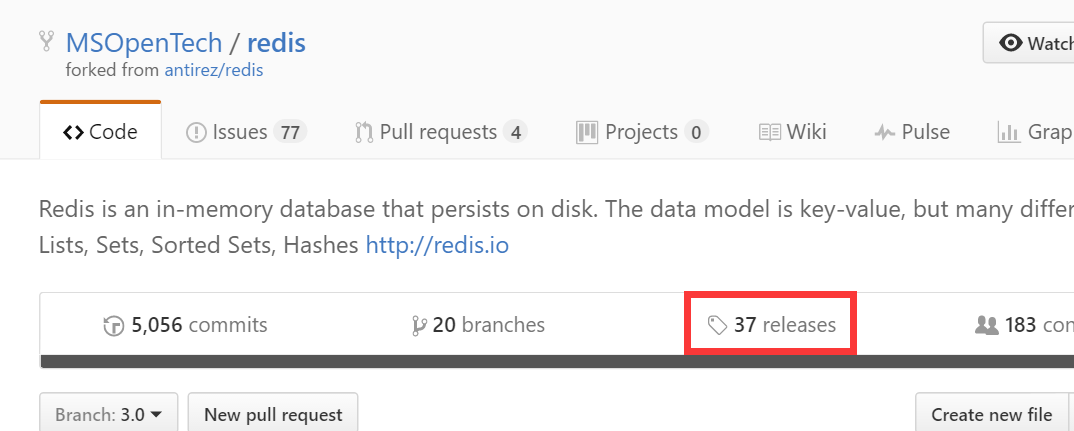 MSOpenTech / redis
Watch
forked from antirez/redis
Code
Issues 77
Pull requests 4
Projects 0
Wiki
Pulse
Grap
Redis is an in-memory database that persists on disk. The data model is key-value, but many differ
Lists, Sets, Sorted Sets, Hashes http://redis.io
5,056 commits
20 branches
37 releases
183 con
Branch: 3.0
New pull request
Create new file